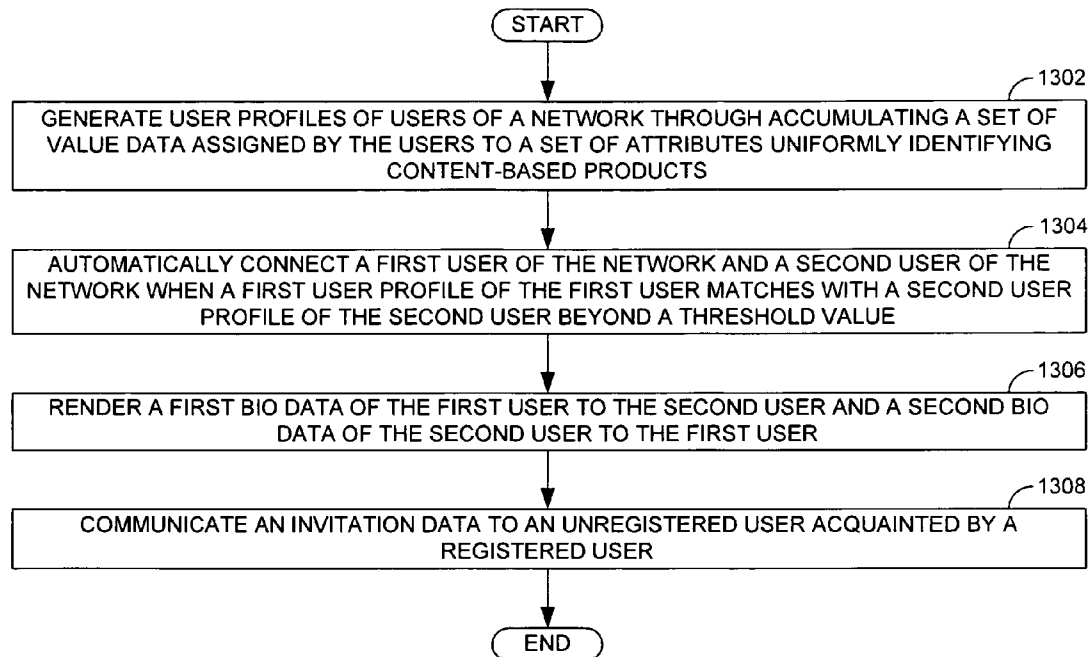 START
1302
GENERATE USER PROFILES OF USERS OF A NETWORK THROUGH ACCUMULATING A SET OF
VALUE DATA ASSIGNED BY THE USERS TO A SET OF ATTRIBUTES UNIFORMLY IDENTIFYING
CONTENT-BASED PRODUCTS
1304
AUTOMATICALLY CONNECT A FIRST USER OF THE NETWORK AND A SECOND USER OF THE
NETWORK WHEN A FIRST USER PROFILE OF THE FIRST USER MATCHES WITH A SECOND USER
PROFILE OF THE SECOND USER BEYOND A THRESHOLD VALUE
1306
RENDER A FIRST BIO DATA OF THE FIRST USER TO THE SECOND USER AND A SECOND BIO
DATA OF THE SECOND USER TO THE FIRST USER
1308
COMMUNICATE AN INVITATION DATA TO AN UNREGISTERED USER ACQUAINTED BY A
REGISTERED USER
END